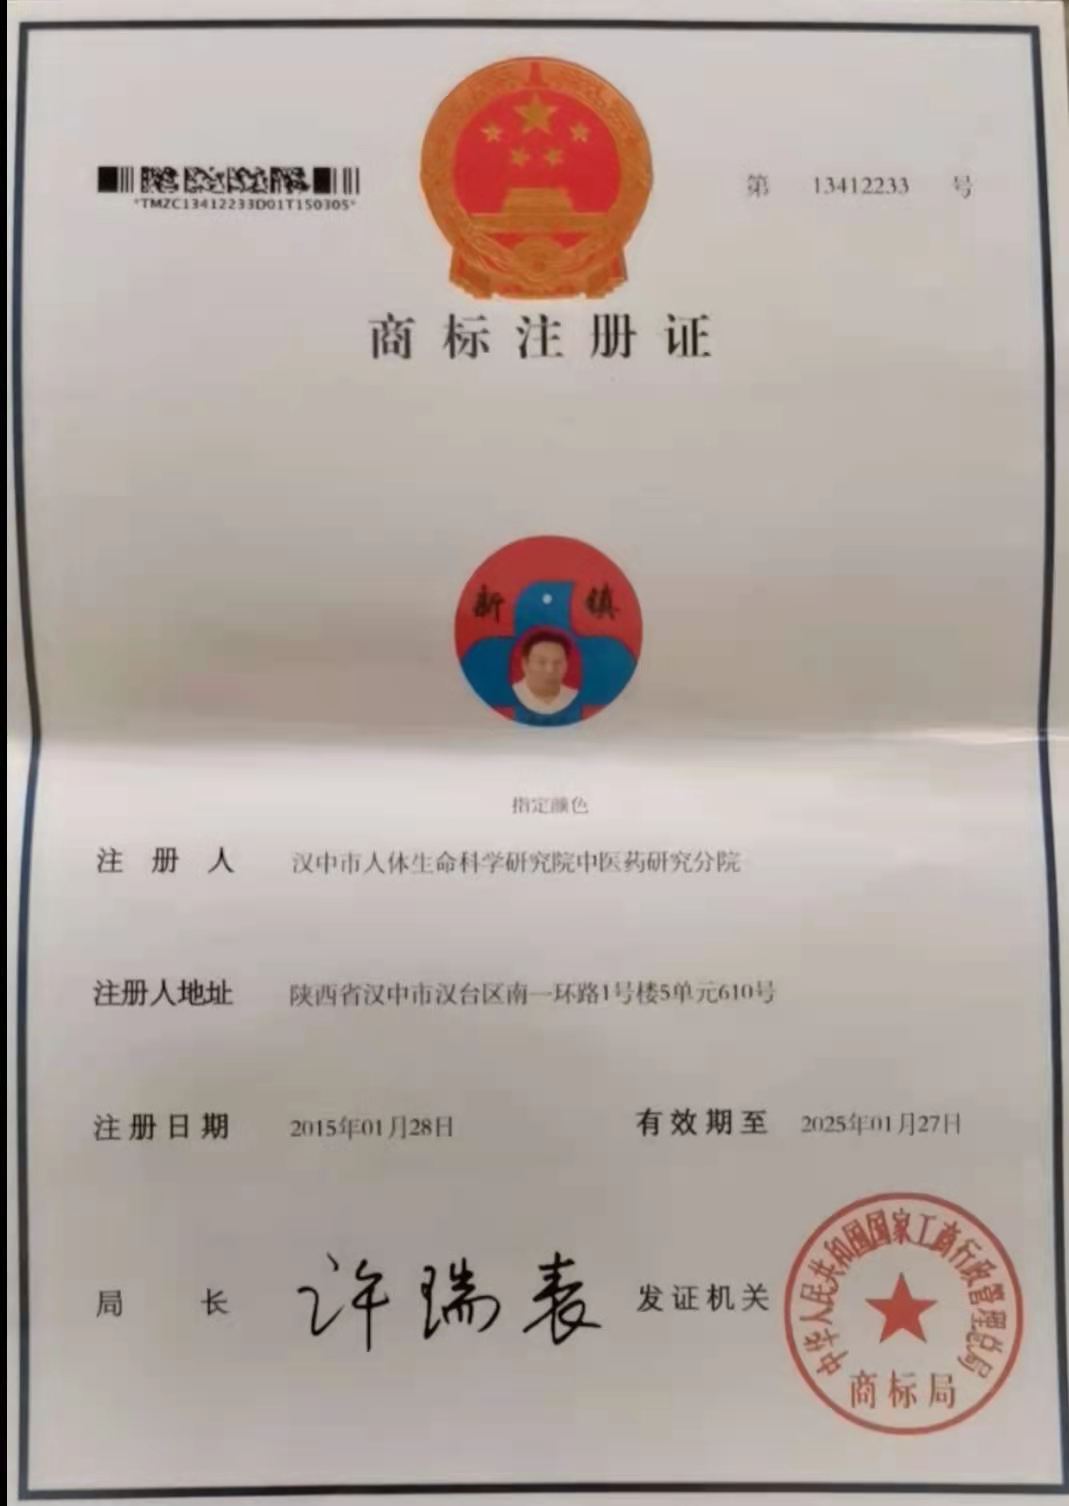 *TMZC13412233D01T150305*
第 13412233 号
商标注册证
新 镇
指定颜色
注册人 汉中市人体生命科学研究院中医药研究分院
注册人地址 陕西省汉中市汉台区南一环路1号楼5单元610号
注册日期 2015年01月28日 有效期至 2025年01月27日
局长 许瑞表 发证机关
中华人民共和国国家工商行政管理总局
商标局